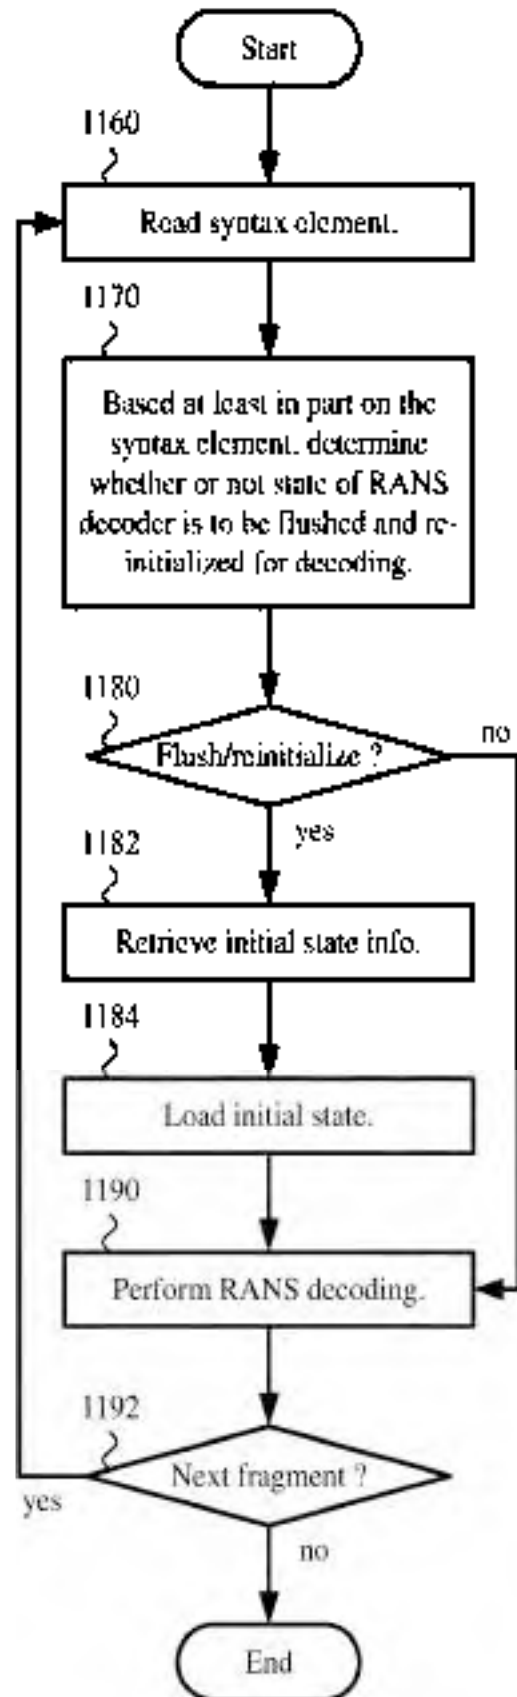 Start
1160
Read syntax element.
1170
Based at least in part on the
syntax element, determine
whether or not state of RANS
decoder is to be flushed and re-
initialized for decoding.
1180
Flush/reinitialize ?
no
yes
1182
Retrieve initial state info.
1184
Load initial state.
1190
Perform RANS decoding.
1192
Next fragment ?
yes
no
End